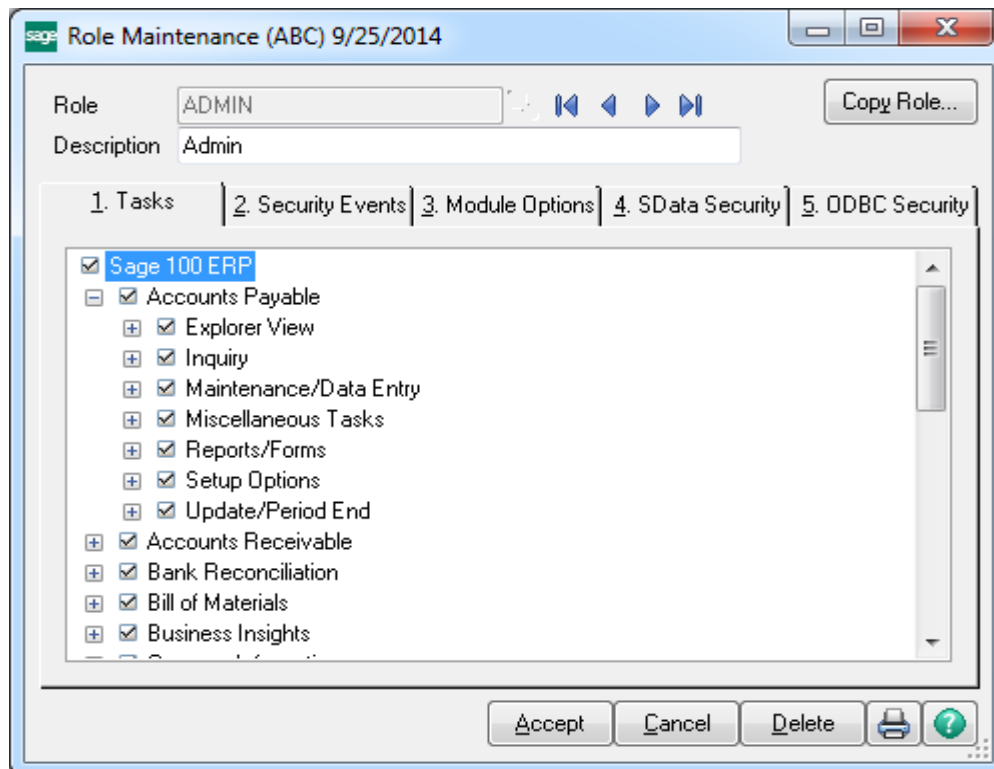 sage Role Maintenance (ABC) 9/25/2014
Role ADMIN Copy Role...
Description Admin
1. Tasks 2. Security Events 3. Module Options 4. SData Security 5. ODBC Security
Sage 100 ERP
Accounts Payable
Explorer View
Inquiry
Maintenance/Data Entry
Miscellaneous Tasks
Reports/Forms
Setup Options
Update/Period End
Accounts Receivable
Bank Reconciliation
Bill of Materials
Business Insights
Accept Cancel Delete ?